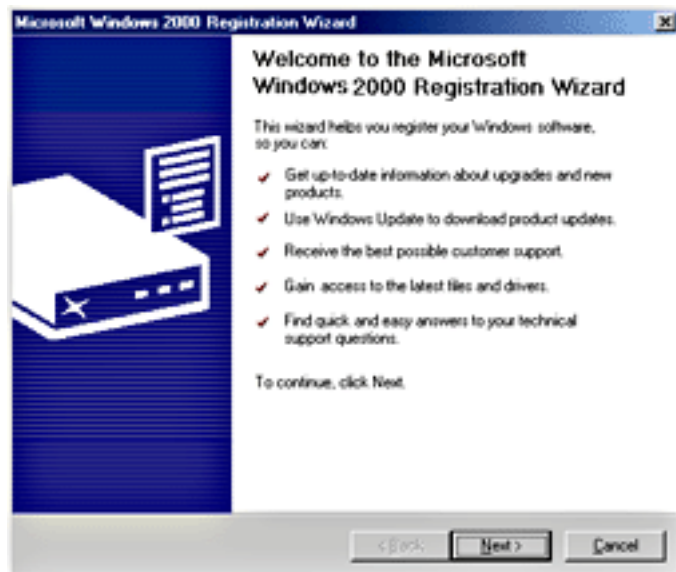 Microsoft Windows 2000 Registration Wizard
Welcome to the Microsoft
Windows 2000 Registration Wizard
This wizard helps you register your Windows software,
so you can:
Get up-to-date information about upgrades and new
products.
Use Windows Update to download product updates.
Receive the best possible customer support.
Gain access to the latest files and drivers.
Find quick and easy answers to your technical
support questions.
To continue, click Next.
< Back
Next >
Cancel